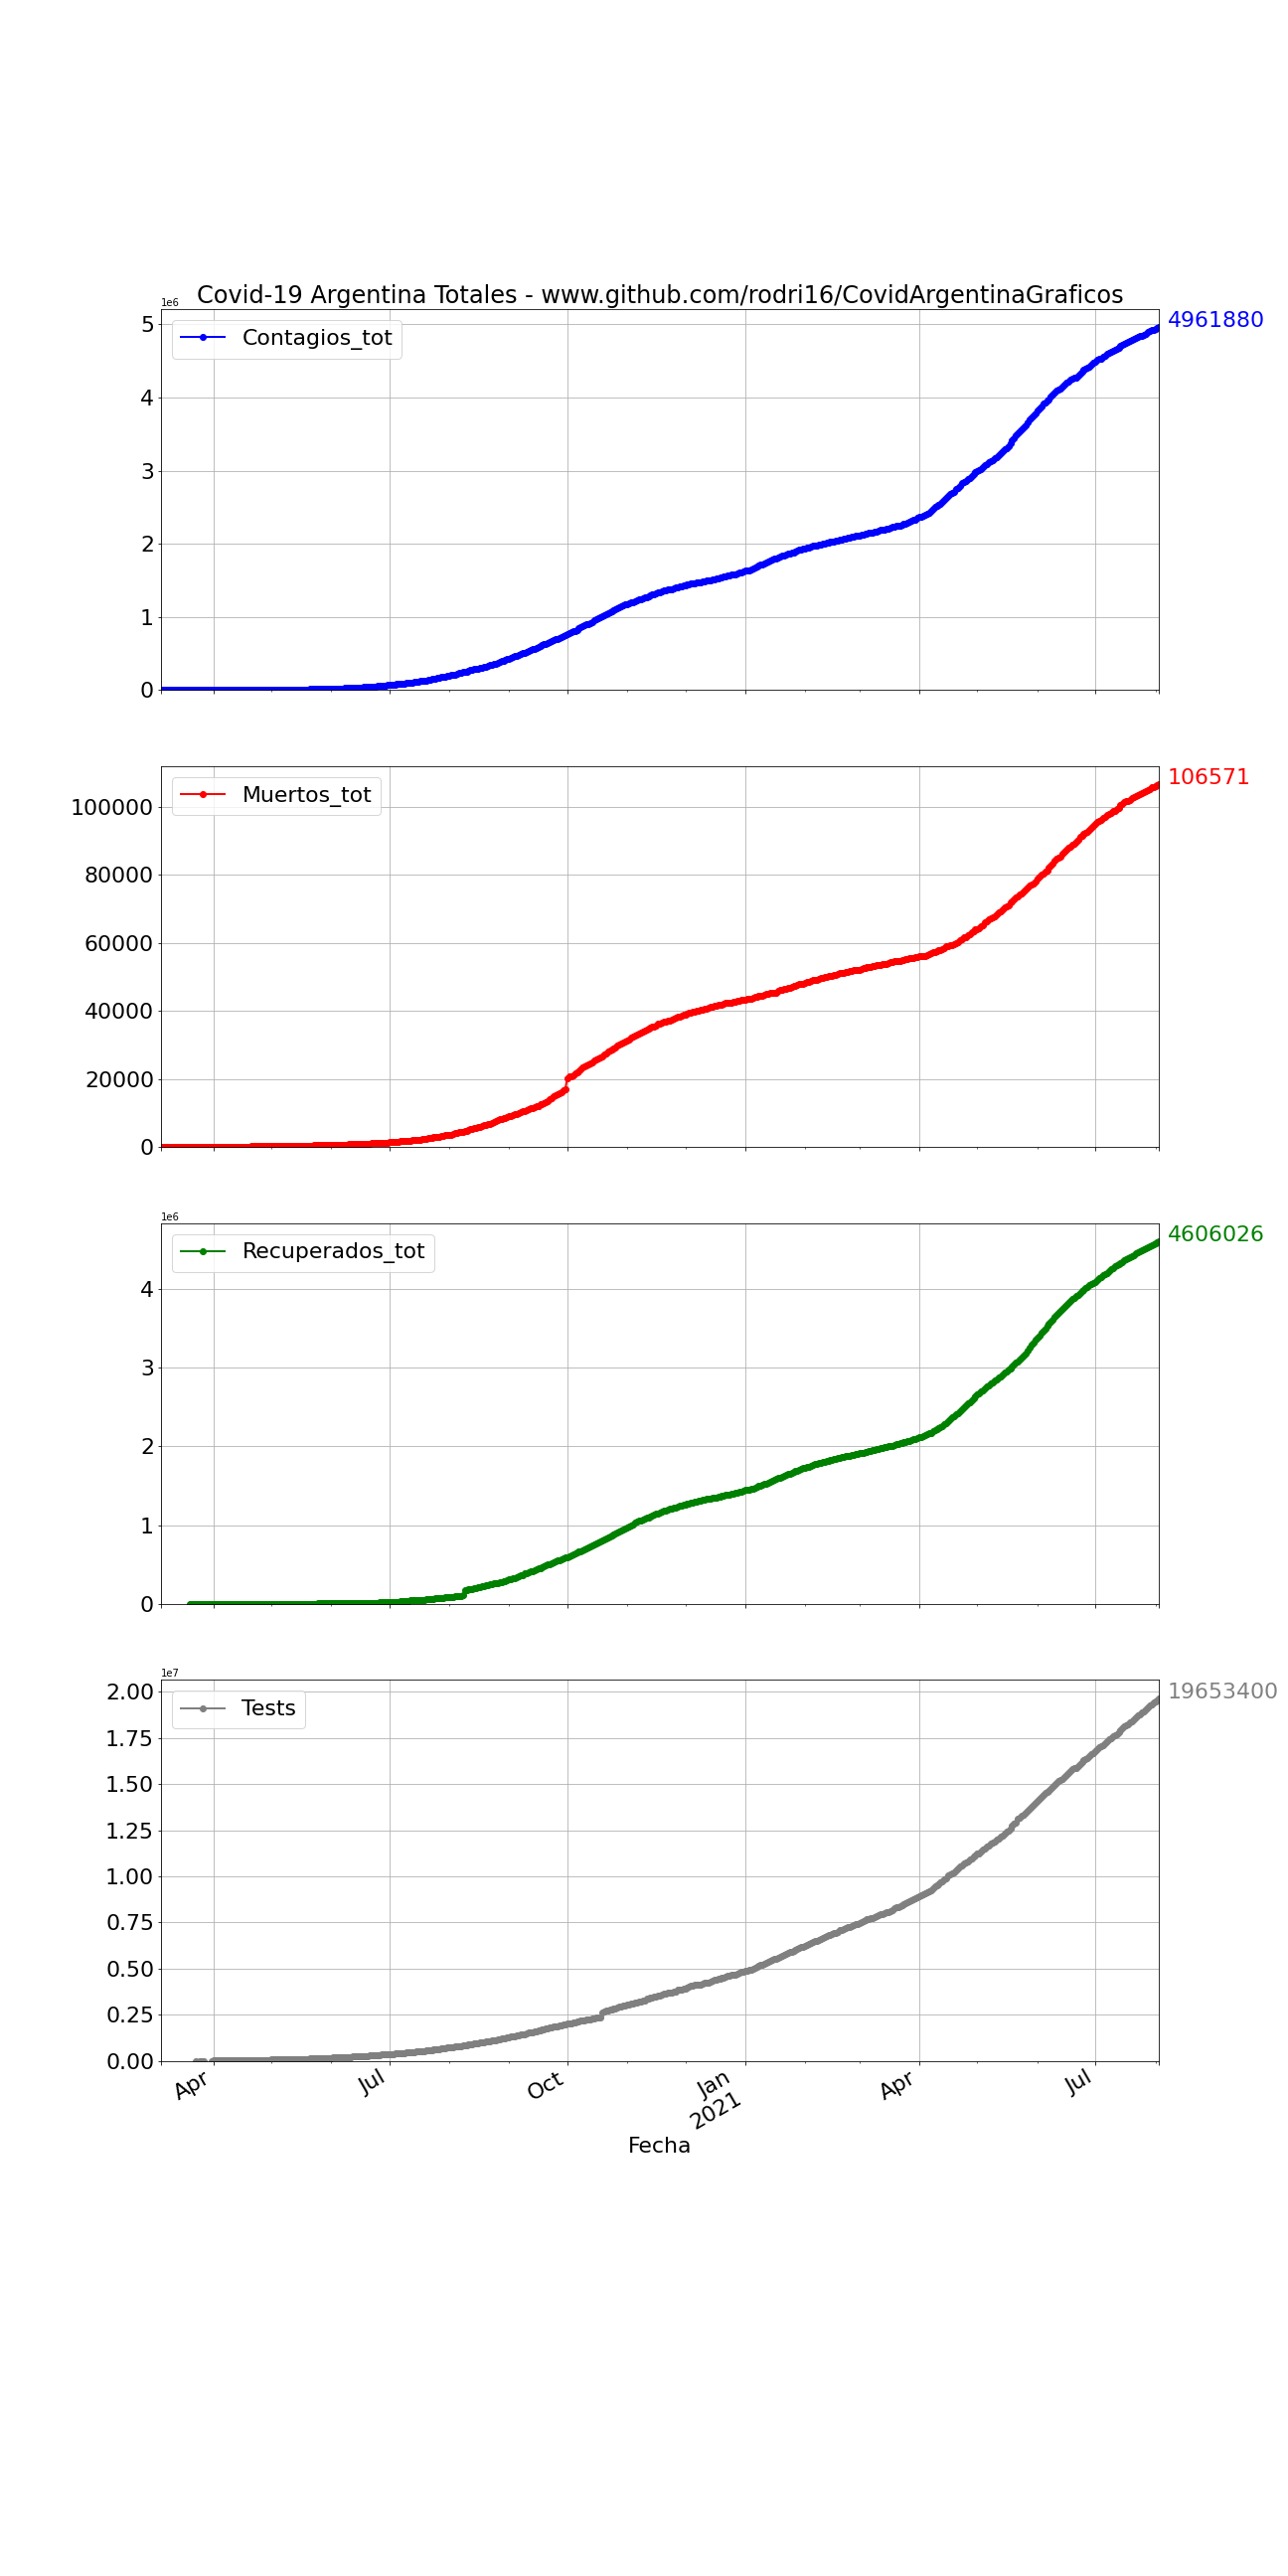 Covid-19 Argentina Totales - www.github.com/rodri16/CovidArgentinaGraficos
1e6
Contagios_tot
4961880
5
4
3
2
1
0
Muertos_tot
106571
100000
80000
60000
40000
20000
0
1e6
Recuperados_tot
4606026
4
3
2
1
0
1e7
Tests
19653400
2.00
1.75
1.50
1.25
1.00
0.75
0.50
0.25
0.00
Apr
Jul
Oct
Jan
2021
Apr
Jul
Fecha